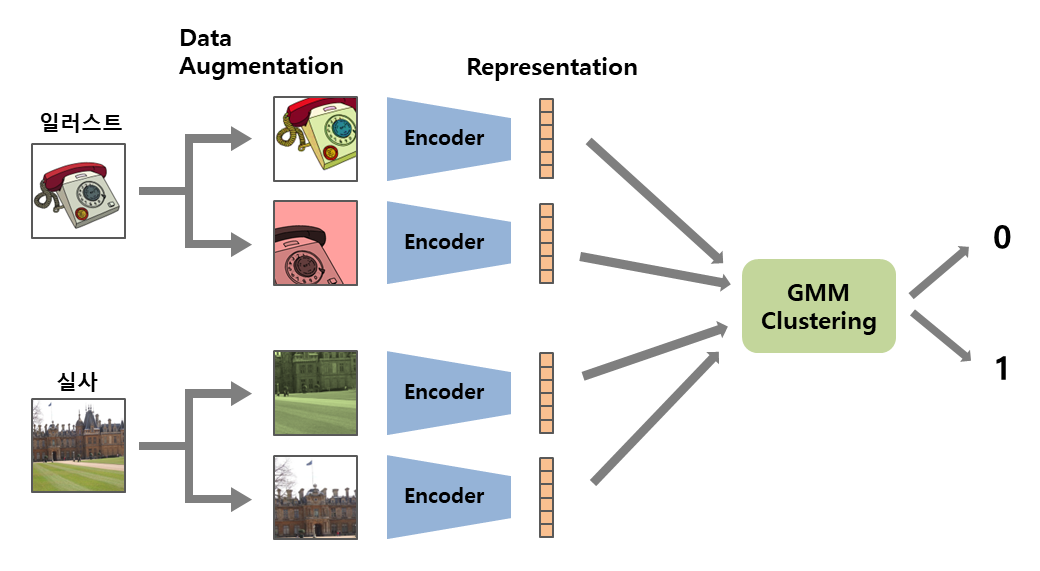 Data
Augmentation
Representation
일러스트
Encoder
Encoder
실사
Encoder
Encoder
GMM
Clustering
0
1